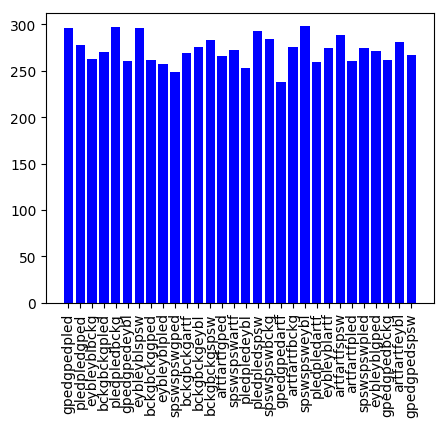 300
250
200
150
100
50
0
gpedgpedpled
pledpledgped
eybleyblbckg
bckgbckgpled
pledpledbckg
gpedgpedeybl
eybleyblspsw
bckgbckggped
eybleyblpled
spswspswgped
bckgbckgartf
bckgbckgeybl
bckgbckgspsw
artfartfgped
spswspswartf
pledpledeybl
pledpledspsw
spswspswbckg
gpedgpedartf
artfartfbckg
spswspsweybl
pledpledartf
eybleyblartf
artfartfspsw
artfartfpled
spswspswpled
eybleyblgped
gpedgpedbckg
artfartfeybl
gpedgpedspsw